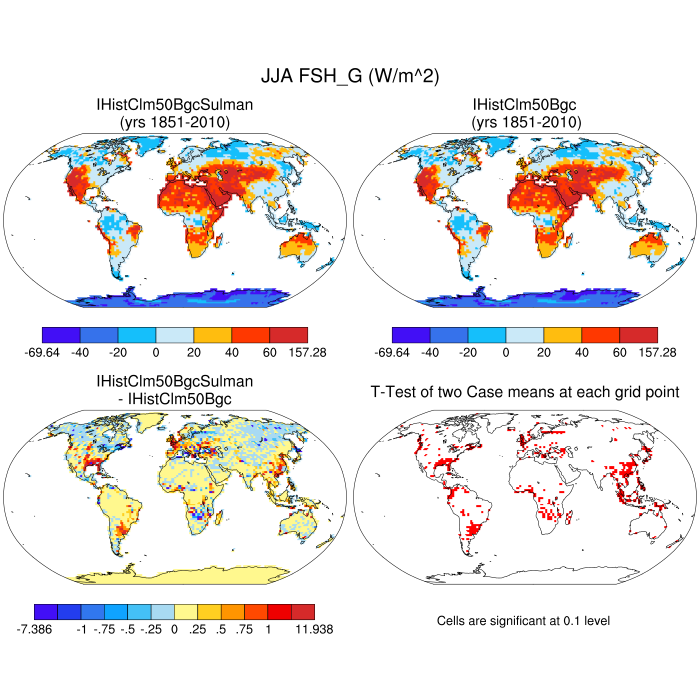 JJA FSH_G (W/m^2)
IHistClm50BgcSulman
(yrs 1851-2010)
IHistClm50Bgc
(yrs 1851-2010)
-69.64 -40 -20 0 20 40 60 157.28
-69.64 -40 -20 0 20 40 60 157.28
IHistClm50BgcSulman
- IHistClm50Bgc
T-Test of two Case means at each grid point
-7.386 -1 -.75 -.5 -.25 0 .25 .5 .75 1 11.938
Cells are significant at 0.1 level